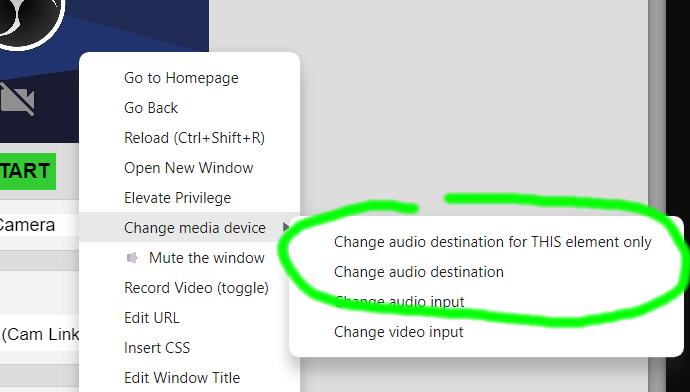 Go to Homepage
Go Back
Reload (Ctrl+Shift+R)
TART
Open New Window
Elevate Privilege
Camera
Change media device
Change audio destination for THIS element only
Mute the window
Change audio destination
Record Video (toggle)
Change audio input
Edit URL
(Cam Link
Change video input
Insert CSS
Edit Window Title